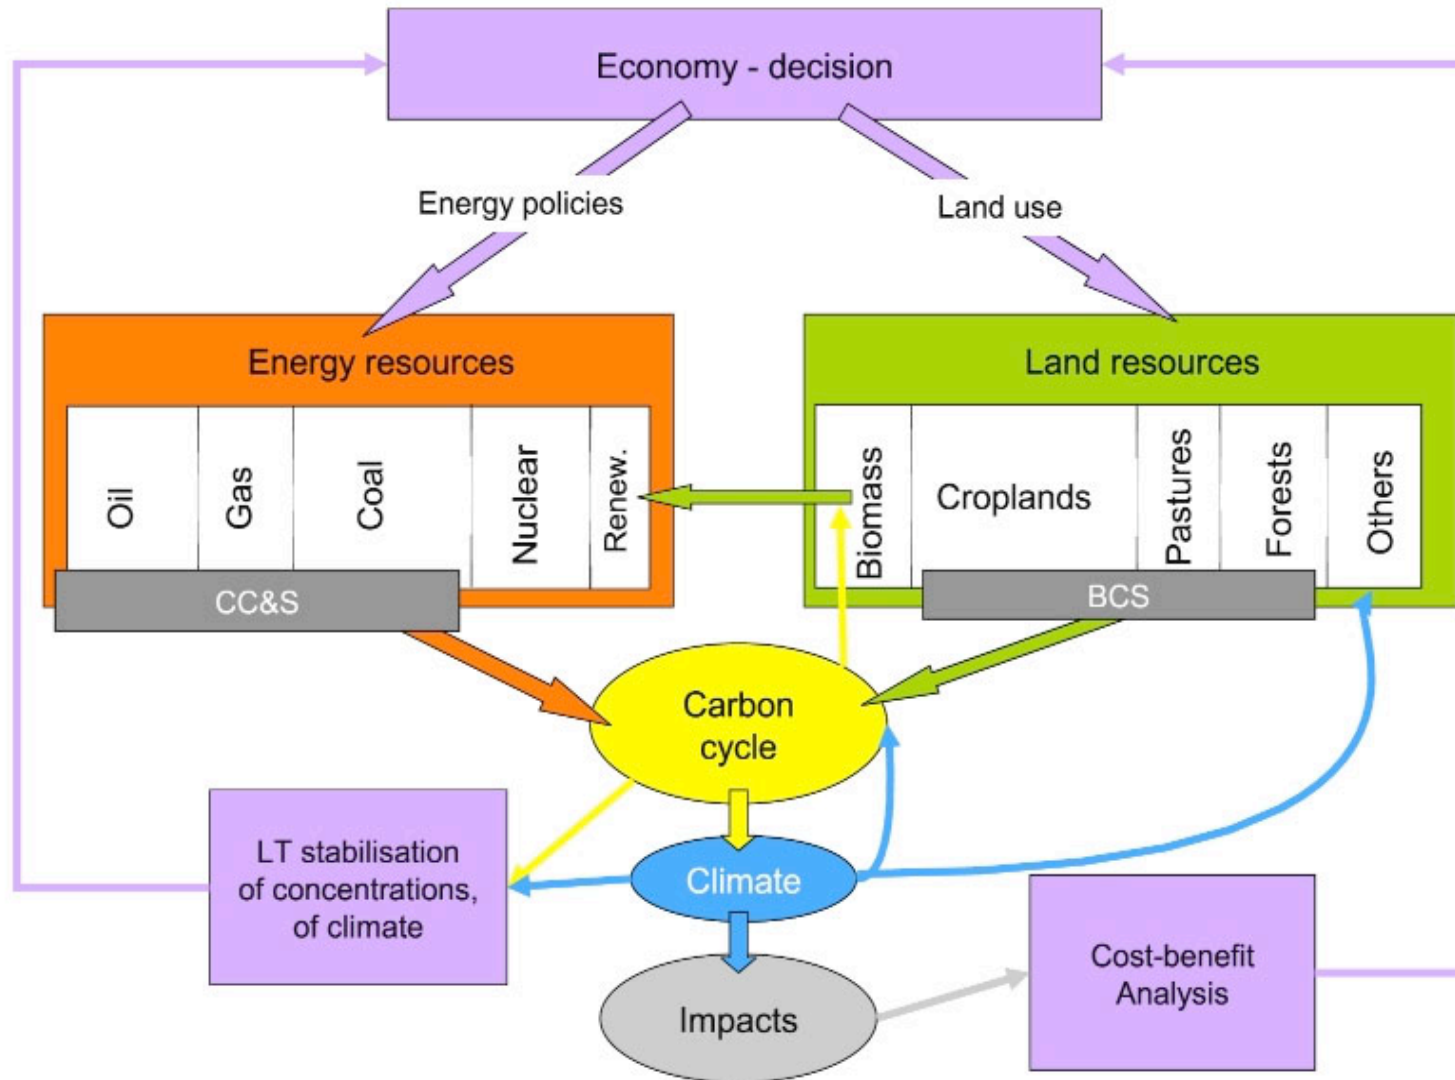 Economy - decision
Energy policies
Land use
Energy resources
Land resources
Oil
Gas
Coal
Nuclear
Renew.
Biomass
Croplands
Pastures
Forests
Others
CC&S
BCS
Carbon
cycle
LT stabilisation
of concentrations,
of climate
Climate
Cost-benefit
Analysis
Impacts